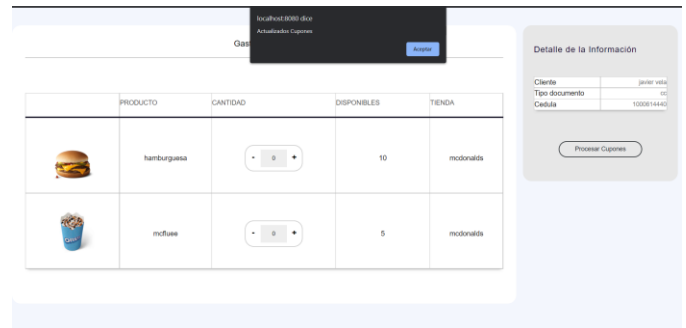 localhost:8080 dice
Actualizados Cupones
Aceptar
Gas
Detalle de la Información
Cliente javier vela
Tipo documento cc
Cedula 1000814440
Procesar Cupones
PRODUCTO CANTIDAD DISPONIBLES TIENDA
hamburguesa - 0 + 10 mcdonalds
mcfluee - 0 + 5 mcdonalds